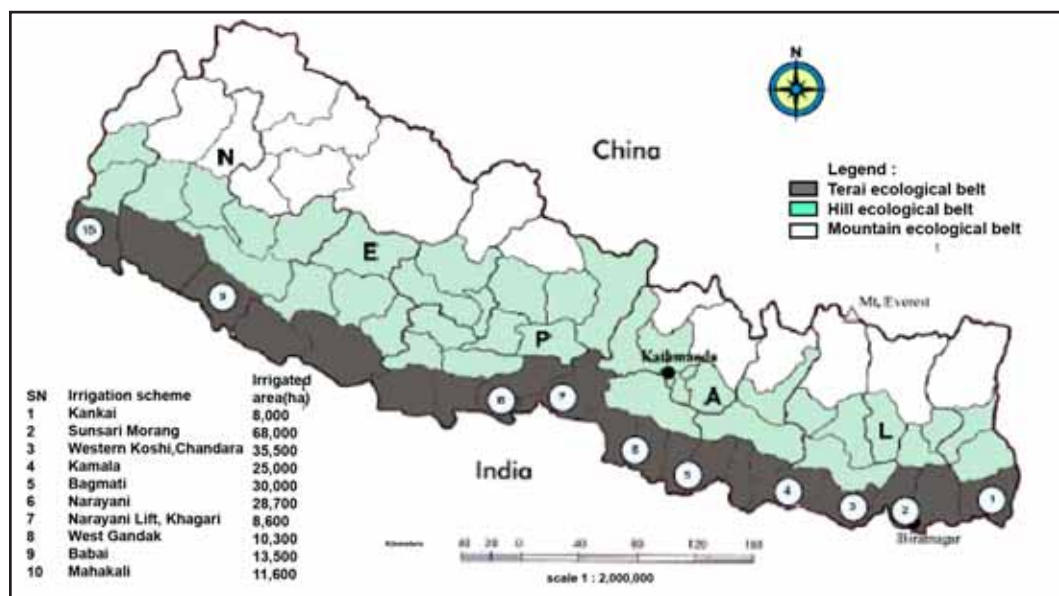 N
China
Legend :
Terai ecological belt
Hill ecological belt
Mountain ecological belt
N
15
E
9
Mt. Everest
P
Kathmandu
A
L
SN Irrigation scheme Irrigated area(ha)
1 Kankai 8,000
2 Sunsari Morang 68,000
3 Western Koshi,Chandara 35,500
4 Kamala 25,000
5 Bagmati 30,000
6 Narayani 28,700
7 Narayani Lift, Khagari 8,600
8 West Gandak 10,300
9 Babai 13,500
10 Mahakali 11,600
India
5
4
3
2
1
Biratnagar
Kilometers 40 20 0 40 80 120 160
scale 1 : 2,000,000